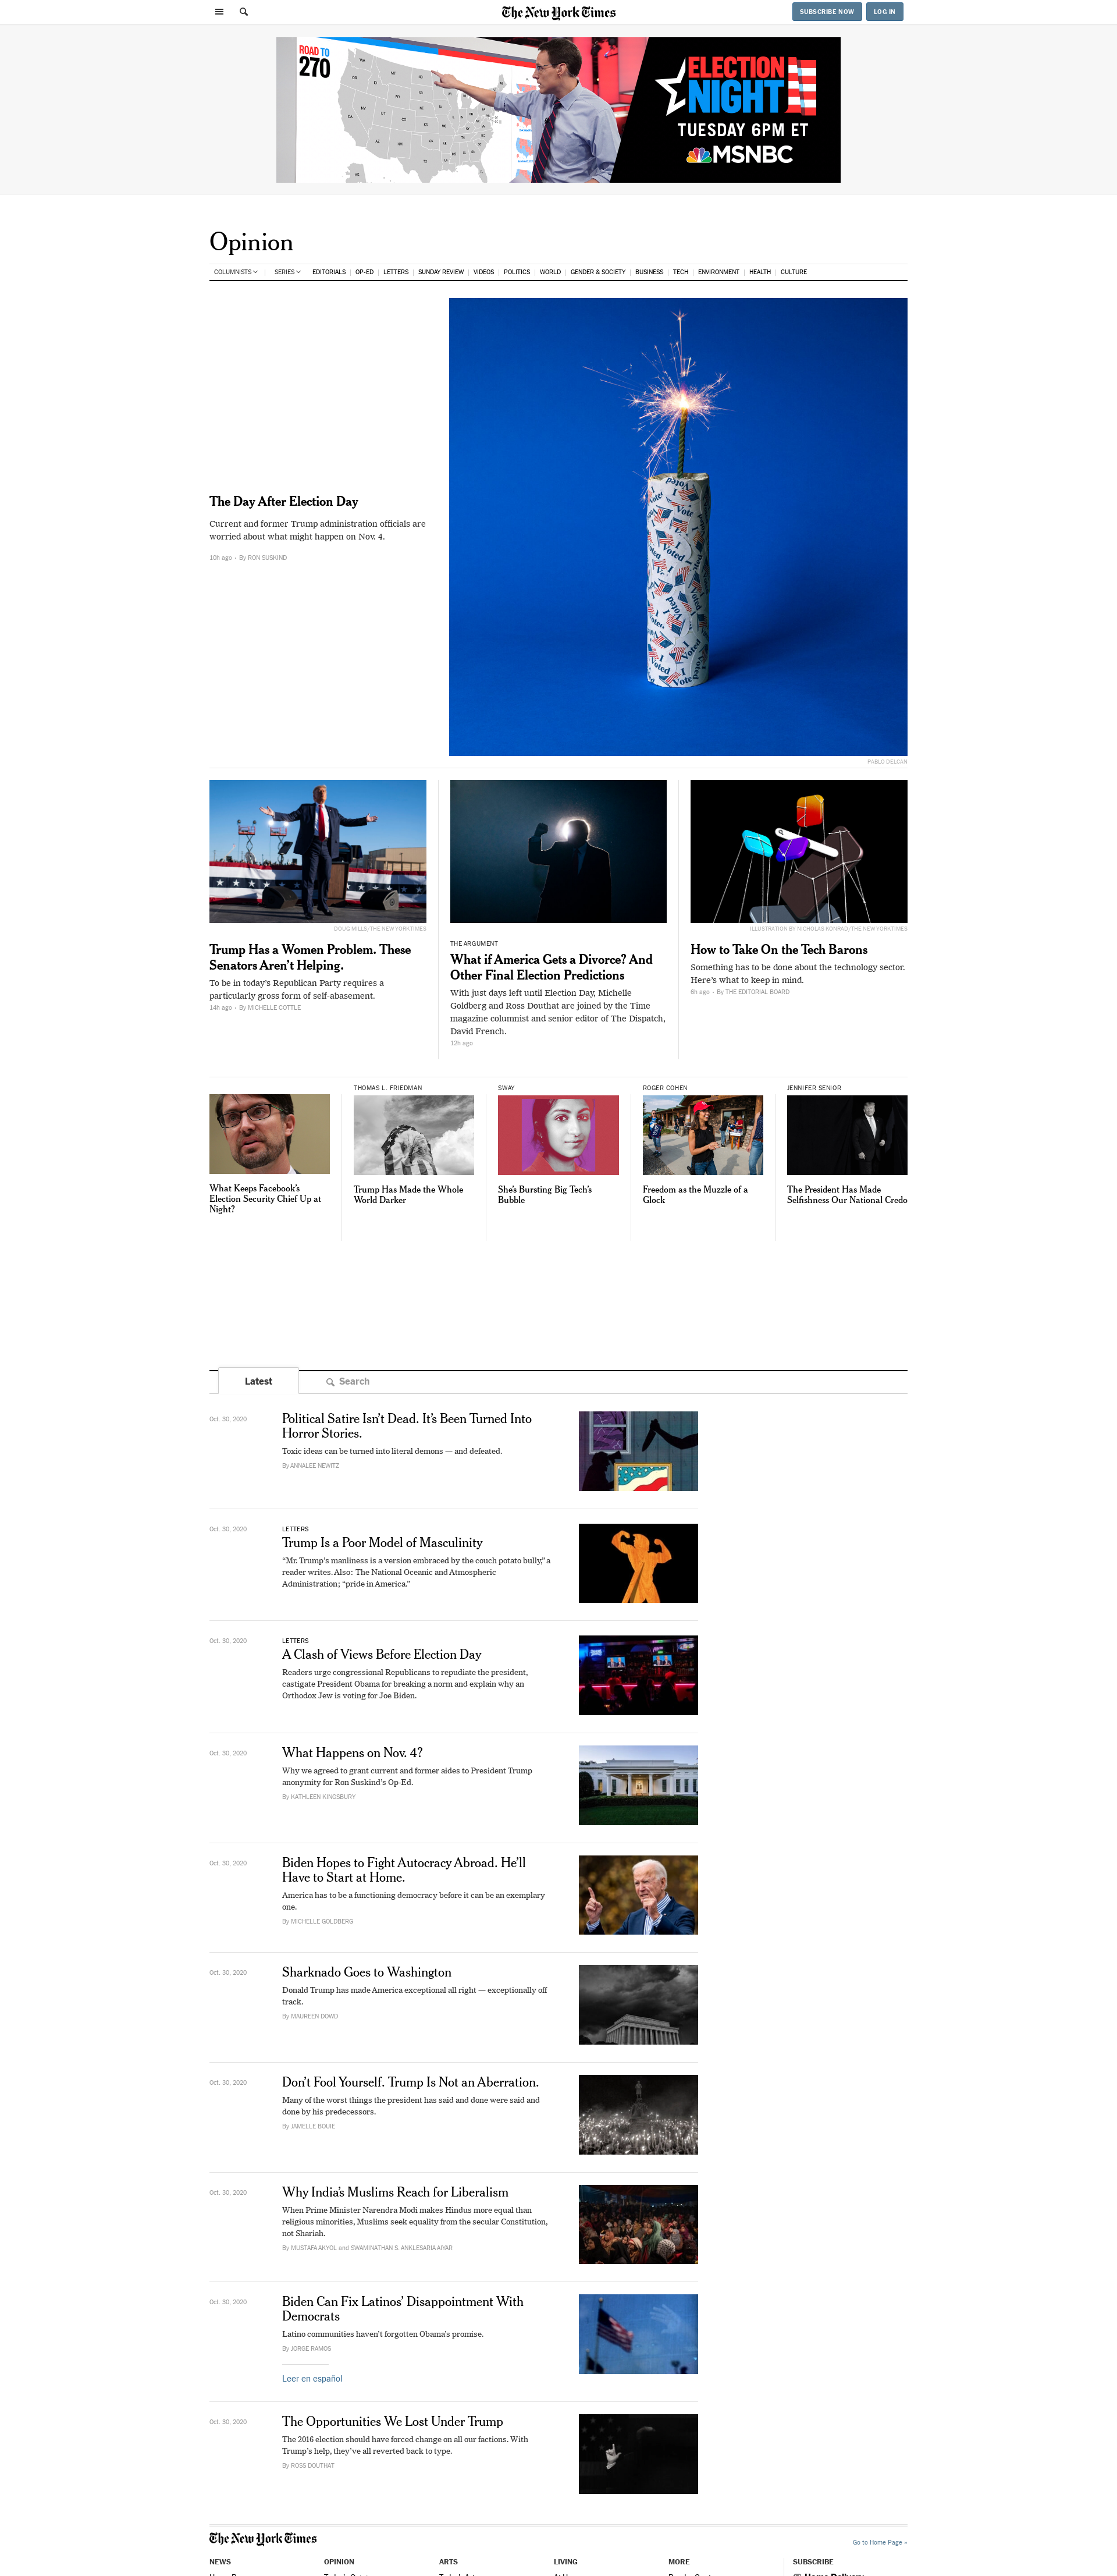 The New York Times
SUBSCRIBE NOW
LOG IN
ROAD TO
270
ELECTION
NIGHT
TUESDAY 6PM ET
MSNBC
Opinion
COLUMNISTS
SERIES
EDITORIALS
OP-ED
LETTERS
SUNDAY REVIEW
VIDEOS
POLITICS
WORLD
GENDER & SOCIETY
BUSINESS
TECH
ENVIRONMENT
HEALTH
CULTURE
The Day After Election Day
Current and former Trump administration officials are
worried about what might happen on Nov. 4.
10h ago • By RON SUSKIND
PABLO DELCAN
DOUG MILLS/THE NEW YORK TIMES
Trump Has a Women Problem. These
Senators Aren’t Helping.
To be in today’s Republican Party requires a
particularly gross form of self-abasement.
14h ago • By MICHELLE COTTLE
THE ARGUMENT
What if America Gets a Divorce? And
Other Final Election Predictions
With just days left until Election Day, Michelle
Goldberg and Ross Douthat are joined by the Time
magazine columnist and senior editor of The Dispatch,
David French.
12h ago
ILLUSTRATION BY NICHOLAS KONRAD/THE NEW YORK TIMES
How to Take On the Tech Barons
Something has to be done about the technology sector.
Here’s what to keep in mind.
6h ago • By THE EDITORIAL BOARD
What Keeps Facebook’s
Election Security Chief Up at
Night?
THOMAS L. FRIEDMAN
Trump Has Made the Whole
World Darker
SWAY
She’s Bursting Big Tech’s
Bubble
ROGER COHEN
Freedom as the Muzzle of a
Glock
JENNIFER SENIOR
The President Has Made
Selfishness Our National Credo
Latest
Search
Oct. 30, 2020
Political Satire Isn’t Dead. It’s Been Turned Into
Horror Stories.
Toxic ideas can be turned into literal demons — and defeated.
By ANNALEE NEWITZ
Oct. 30, 2020
LETTERS
Trump Is a Poor Model of Masculinity
“Mr. Trump’s manliness is a version embraced by the couch potato bully,” a
reader writes. Also: The National Oceanic and Atmospheric
Administration; “pride in America.”
Oct. 30, 2020
LETTERS
A Clash of Views Before Election Day
Readers urge congressional Republicans to repudiate the president,
castigate President Obama for breaking a norm and explain why an
Orthodox Jew is voting for Joe Biden.
Oct. 30, 2020
What Happens on Nov. 4?
Why we agreed to grant current and former aides to President Trump
anonymity for Ron Suskind’s Op-Ed.
By KATHLEEN KINGSBURY
Oct. 30, 2020
Biden Hopes to Fight Autocracy Abroad. He’ll
Have to Start at Home.
America has to be a functioning democracy before it can be an exemplary
one.
By MICHELLE GOLDBERG
Oct. 30, 2020
Sharknado Goes to Washington
Donald Trump has made America exceptional all right — exceptionally off
track.
By MAUREEN DOWD
Oct. 30, 2020
Don’t Fool Yourself. Trump Is Not an Aberration.
Many of the worst things the president has said and done were said and
done by his predecessors.
By JAMELLE BOUIE
Oct. 30, 2020
Why India’s Muslims Reach for Liberalism
When Prime Minister Narendra Modi makes Hindus more equal than
religious minorities, Muslims seek equality from the secular Constitution,
not Shariah.
By MUSTAFA AKYOL and SWAMINATHAN S. ANKLESARIA AIYAR
Oct. 30, 2020
Biden Can Fix Latinos’ Disappointment With
Democrats
Latino communities haven’t forgotten Obama’s promise.
By JORGE RAMOS
Leer en español
Oct. 30, 2020
The Opportunities We Lost Under Trump
The 2016 election should have forced change on all our factions. With
Trump’s help, they’ve all reverted back to type.
By ROSS DOUTHAT
The New York Times
Go to Home Page »
NEWS
OPINION
ARTS
LIVING
MORE
SUBSCRIBE